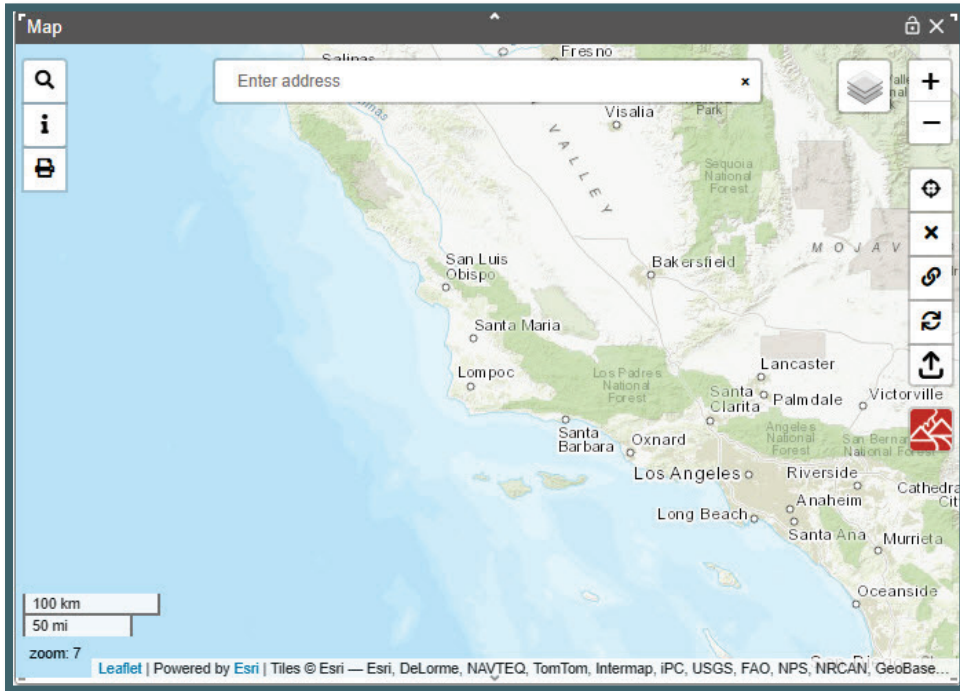 Map
Salinas
Fresno
Enter address
Visalia
Park
VALLEY
Sequoia
National
Forest
MOJAV
San Luis
Obispo
Bakersfield
Santa Maria
Lompoc
Los Padres
National
Forest
Lancaster
Santa
Clarita
Palmdale
Victorville
Santa
Barbara
Oxnard
Angeles
National
Forest
San Bernar
National Fores
Los Angeles
Riverside
Cathedra
Cit
Anaheim
Long Beach
Santa Ana
Murrieta
Oceanside
100 km
50 mi
zoom: 7
Leaflet | Powered by Esri | Tiles © Esri — Esri, DeLorme, NAVTEQ, TomTom, Intermap, iPC, USGS, FAO, NPS, NRCAN, GeoBase...